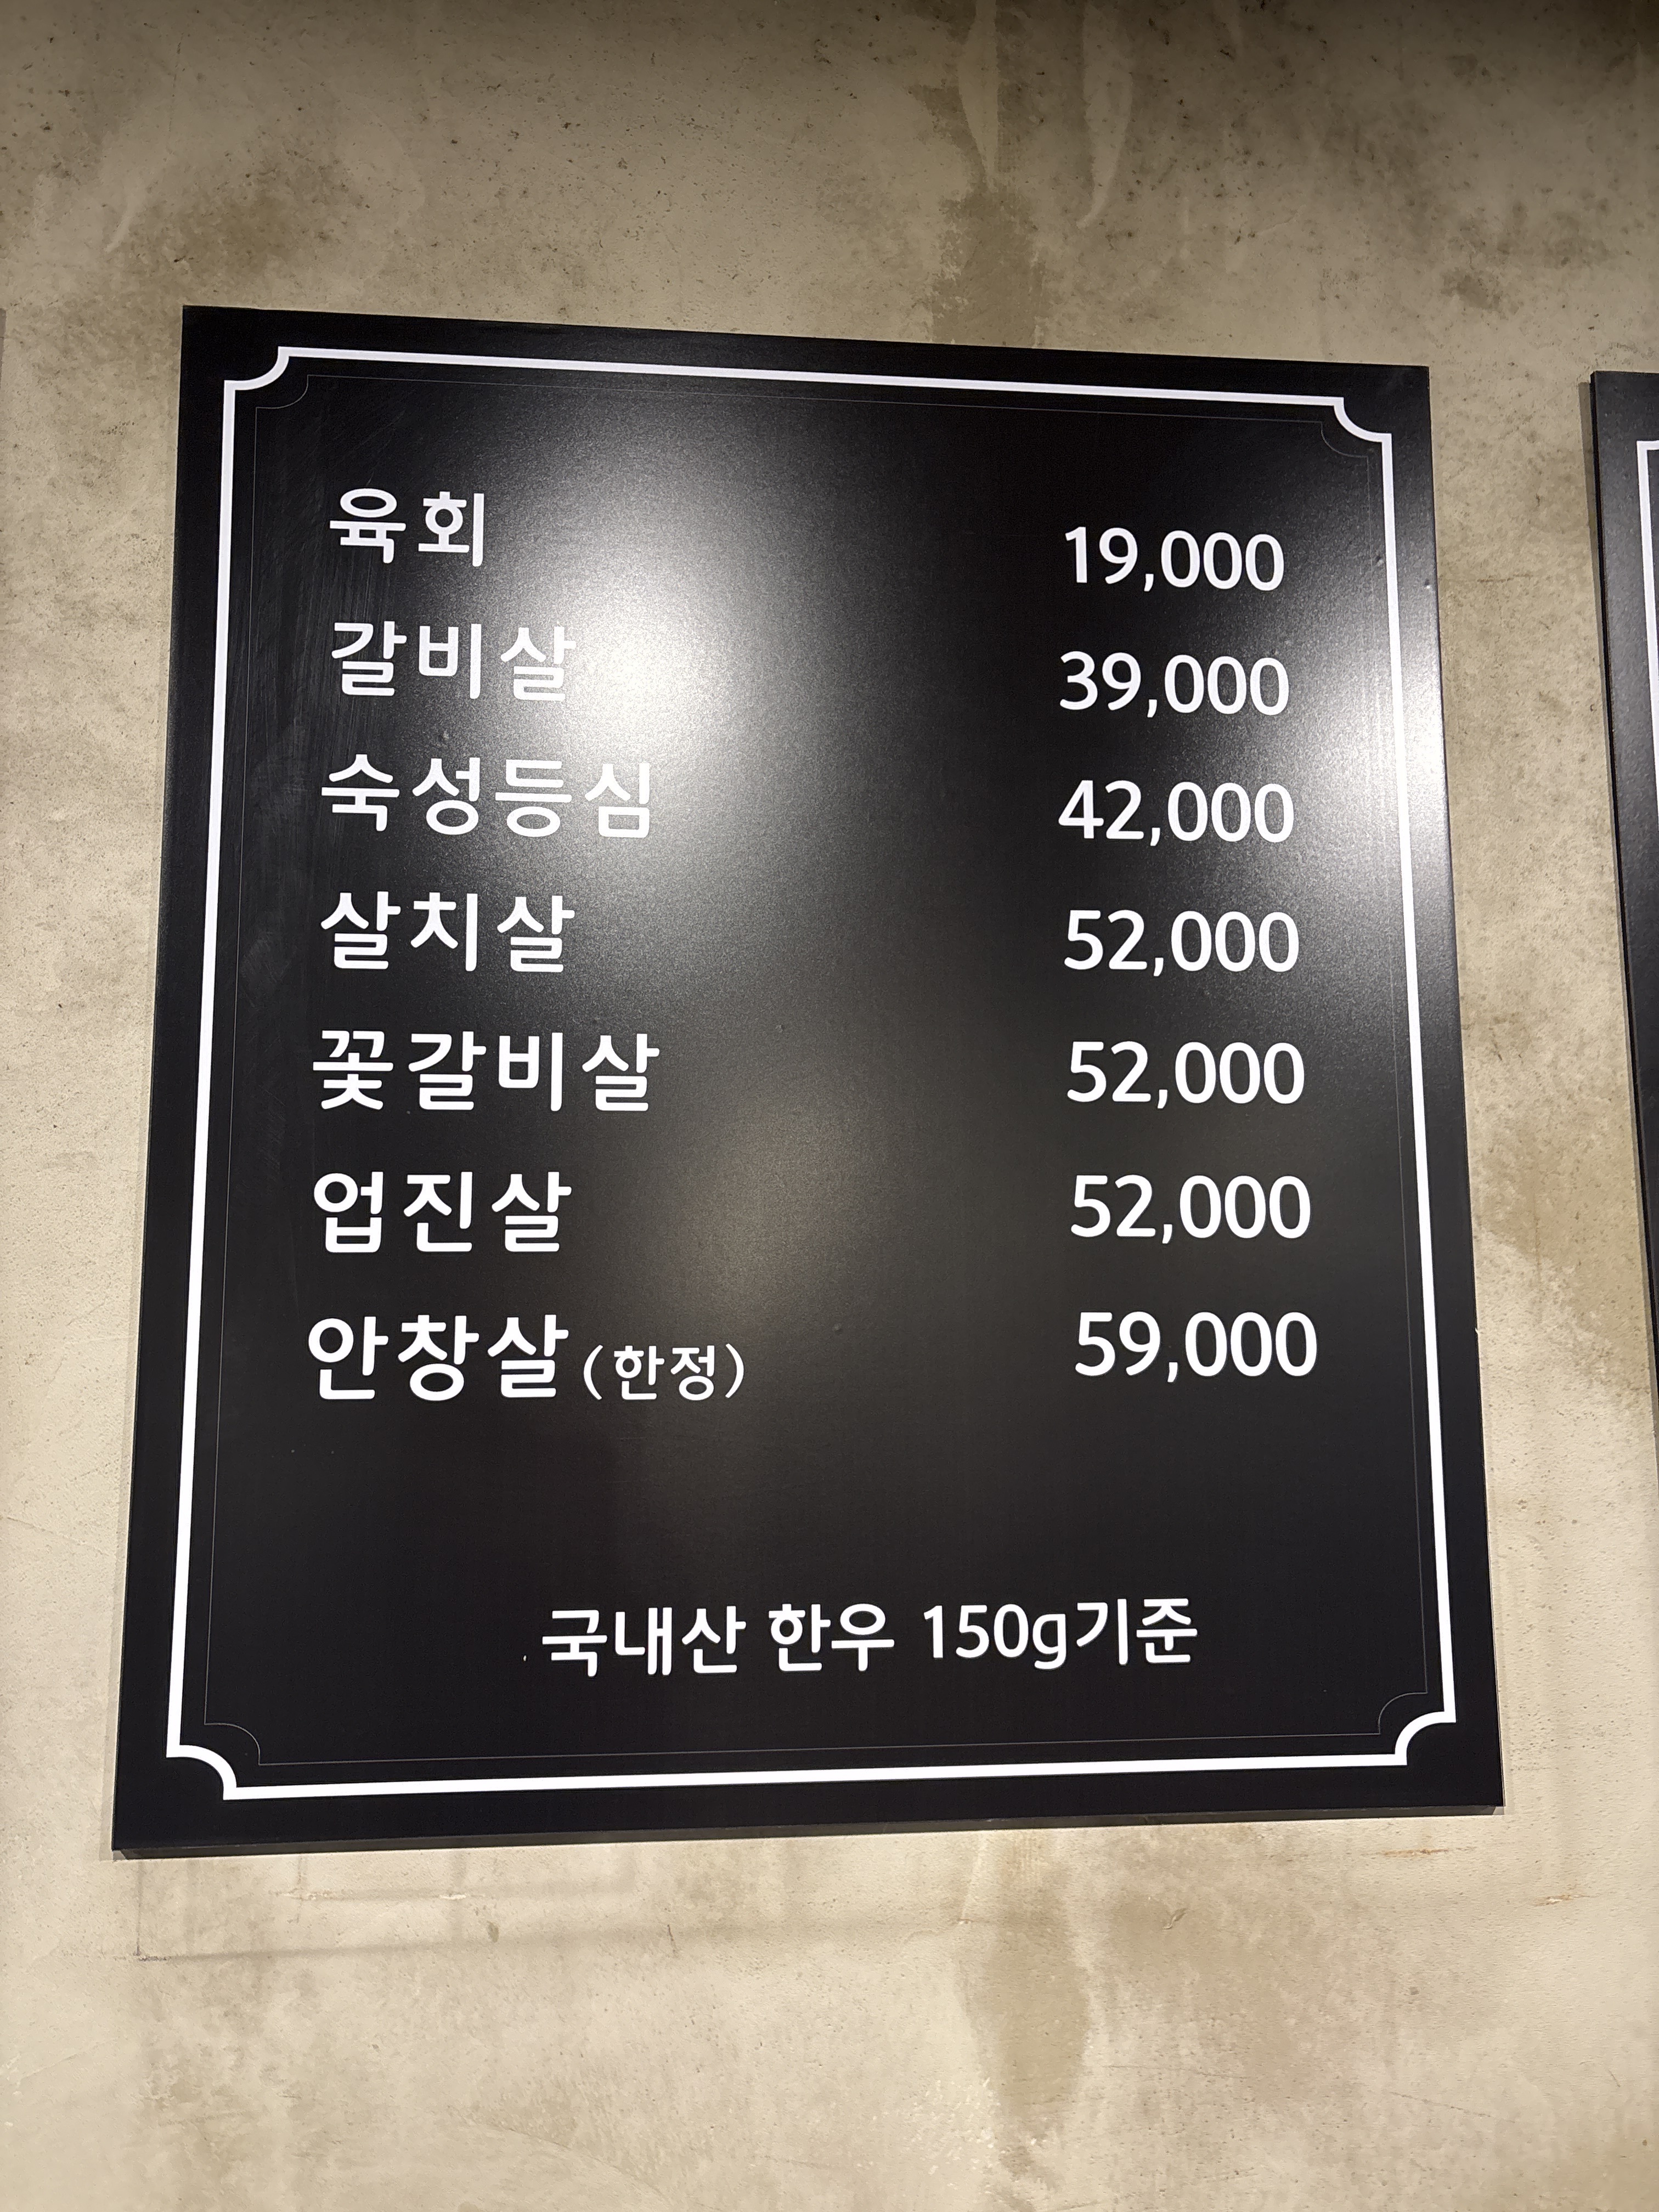 육회 19,000
갈비살 39,000
숙성등심 42,000
살치살 52,000
꽃갈비살 52,000
업진살 52,000
안창살(한정) 59,000
국내산 한우 150g기준